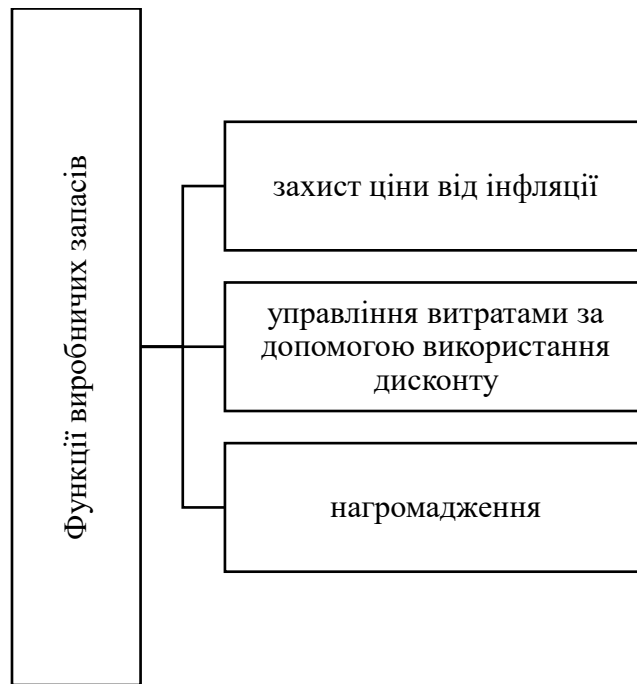 Функції виробничих запасів
захист ціни від інфляції
управління витратами за
допомогою використання
дисконту
нагромадження